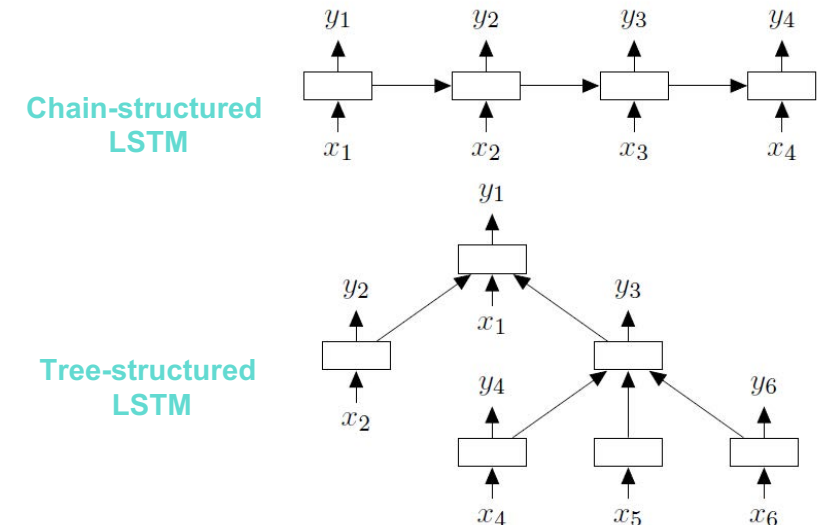 y1 y2 y3 y4
Chain-structured
LSTM
x1 x2 x3 x4
y1
y2 y3
x1
Tree-structured
LSTM
y4 y6
x2
x4 x5 x6